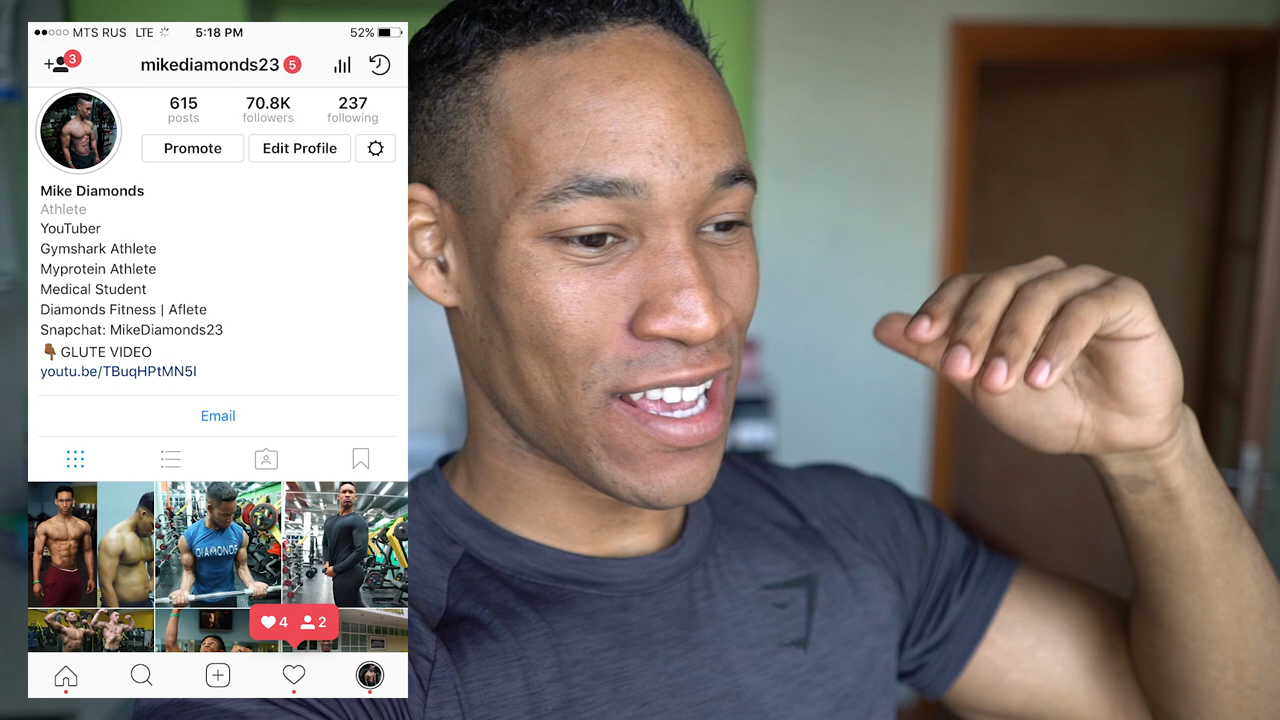 MTS RUS LTE 5:18 PM 52%
3 mikediamonds23 5
615 70.8K 237
posts followers following
Promote Edit Profile
Mike Diamonds
Athlete
YouTuber
Gymshark Athlete
Myprotein Athlete
Medical Student
Diamonds Fitness | Aflete
Snapchat: MikeDiamonds23
GLUTE VIDEO
youtu.be/TBuqHPtMN5I
Email
DIAMONDS
4 2